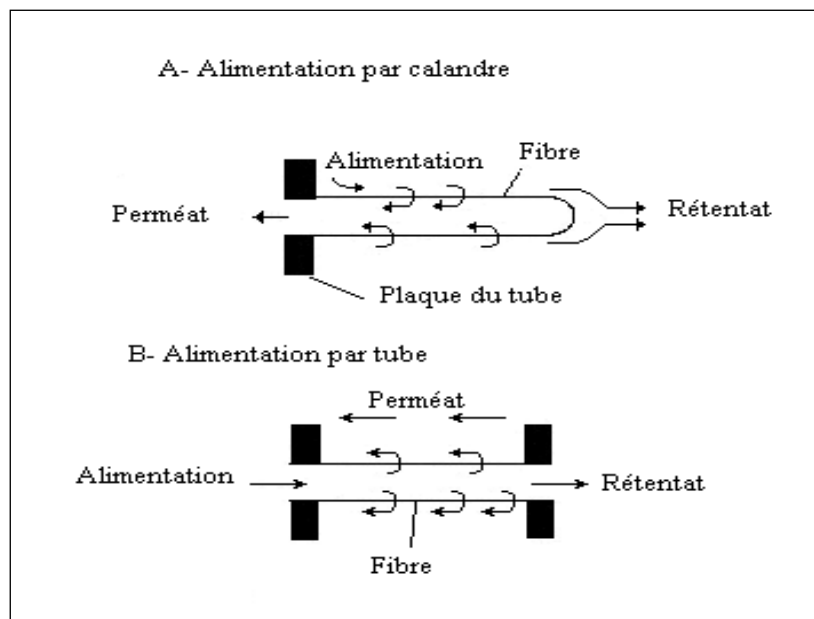 A- Alimentation par calandre
Alimentation
Fibre
Perméat
Rétentat
Plaque du tube
B- Alimentation par tube
Perméat
Alimentation
Rétentat
Fibre